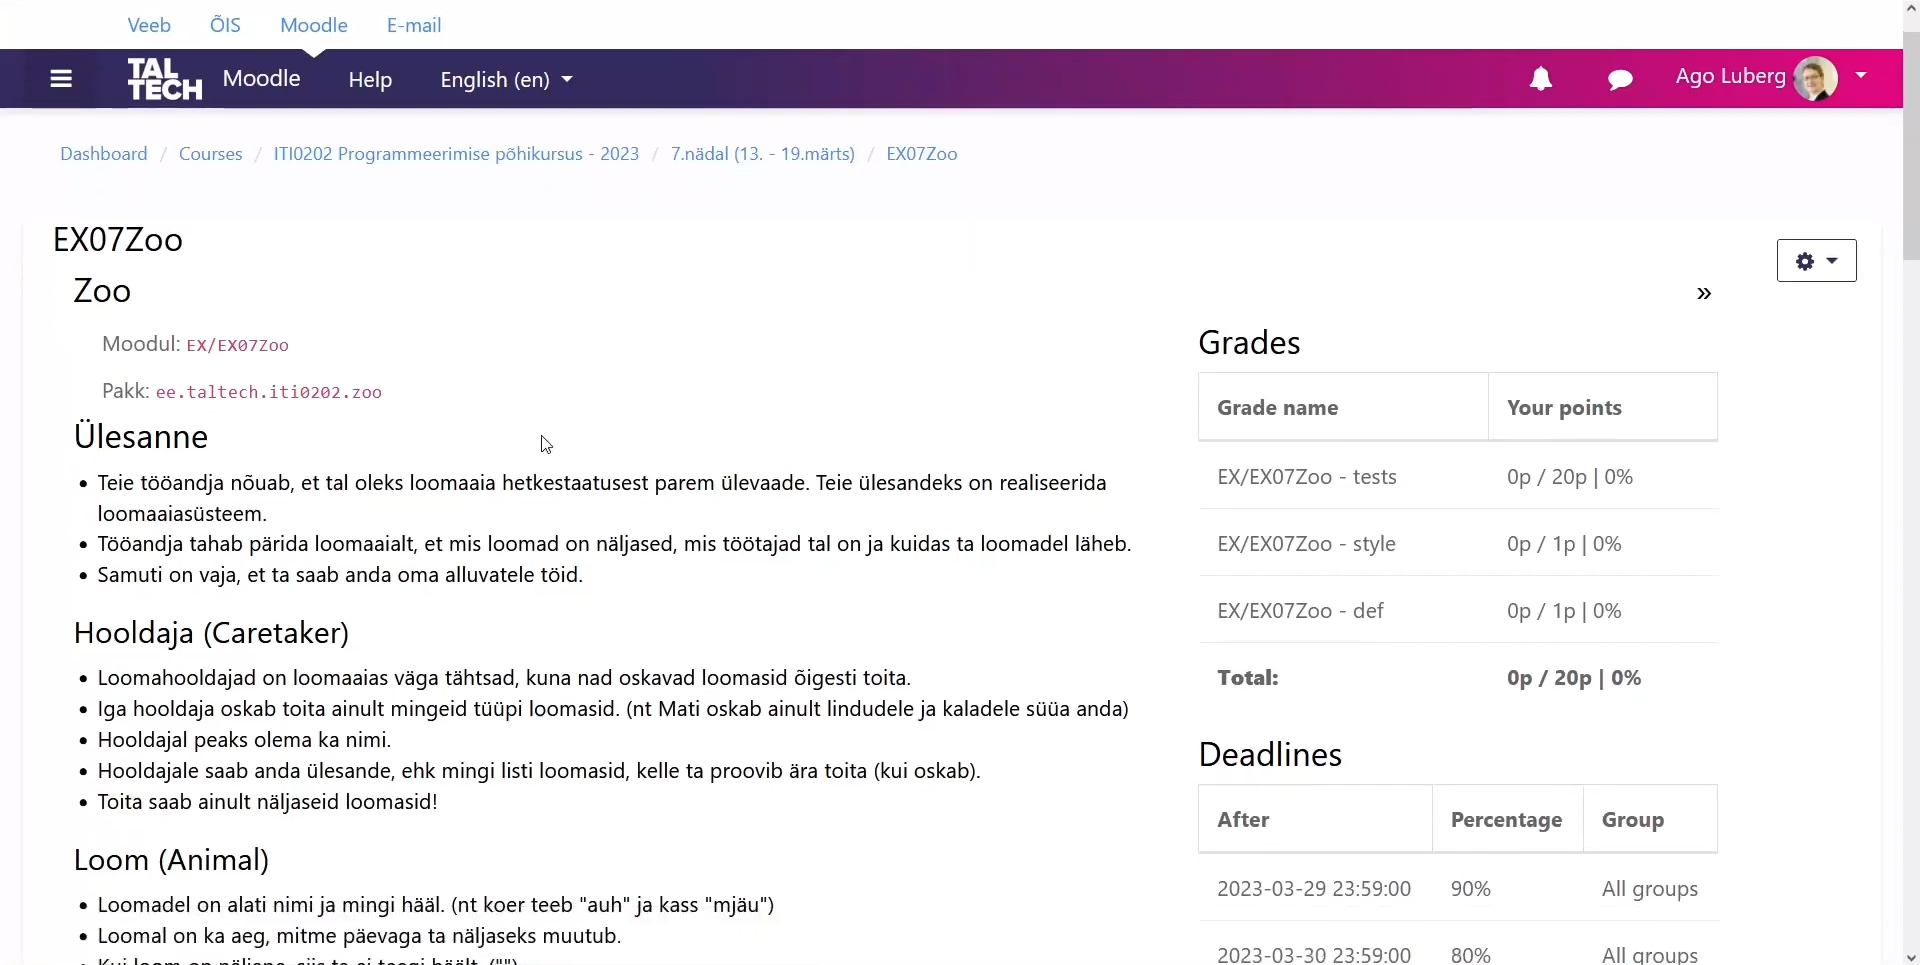 Veeb ÕIS Moodle E-mail
TAL TECH Moodle Help English (en) Ago Luberg
Dashboard / Courses / ITI0202 Programmeerimise põhikursus - 2023 / 7.nädal (13. - 19.märts) / EX07Zoo
EX07Zoo
Zoo
Moodul: EX/EX07Zoo
Pakk: ee.taltech.iti0202.zoo
Ülesanne
• Teie tööandja nõuab, et tal oleks loomaaia hetkestaatusest parem ülevaade. Teie ülesandeks on realiseerida
loomaaiasüsteem.
• Tööandja tahab pärida loomaaialt, et mis loomad on näljased, mis töötajad tal on ja kuidas ta loomadel läheb.
• Samuti on vaja, et ta saab anda oma alluvatele töid.
Hooldaja (Caretaker)
• Loomahooldajad on loomaaias väga tähtsad, kuna nad oskavad loomasid õigesti toita.
• Iga hooldaja oskab toita ainult mingeid tüüpi loomasid. (nt Mati oskab ainult lindudele ja kaladele süüa anda)
• Hooldajal peaks olema ka nimi.
• Hooldajale saab anda ülesande, ehk mingi listi loomasid, kelle ta proovib ära toita (kui oskab).
• Toita saab ainult näljaseid loomasid!
Loom (Animal)
• Loomadel on alati nimi ja mingi hääl. (nt koer teeb "auh" ja kass "mjäu")
• Loomal on ka aeg, mitme päevaga ta näljaseks muutub.
• Kui loom on näljane, siis ta ei teegi häält. ("")
»
Grades
Grade name Your points
EX/EX07Zoo - tests 0p / 20p | 0%
EX/EX07Zoo - style 0p / 1p | 0%
EX/EX07Zoo - def 0p / 1p | 0%
Total: 0p / 20p | 0%
Deadlines
After Percentage Group
2023-03-29 23:59:00 90% All groups
2023-03-30 23:59:00 80% All groups